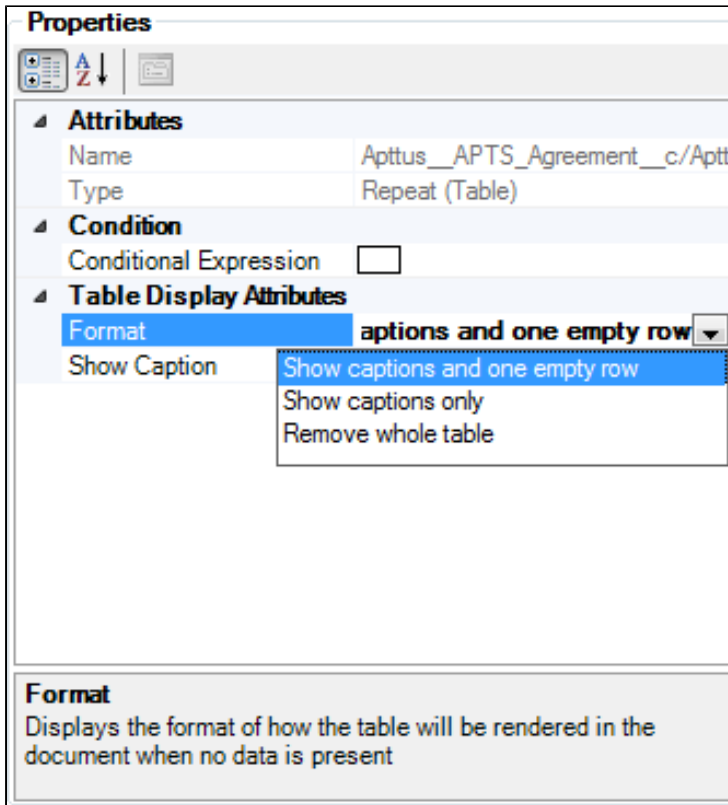 Properties
A
Z
Attributes
Name Apttus__APTS_Agreement__c/Aptt
Type Repeat (Table)
Condition
Conditional Expression
Table Display Attributes
Format aptions and one empty row
Show Caption
Show captions and one empty row
Show captions only
Remove whole table
Format
Displays the format of how the table will be rendered in the
document when no data is present